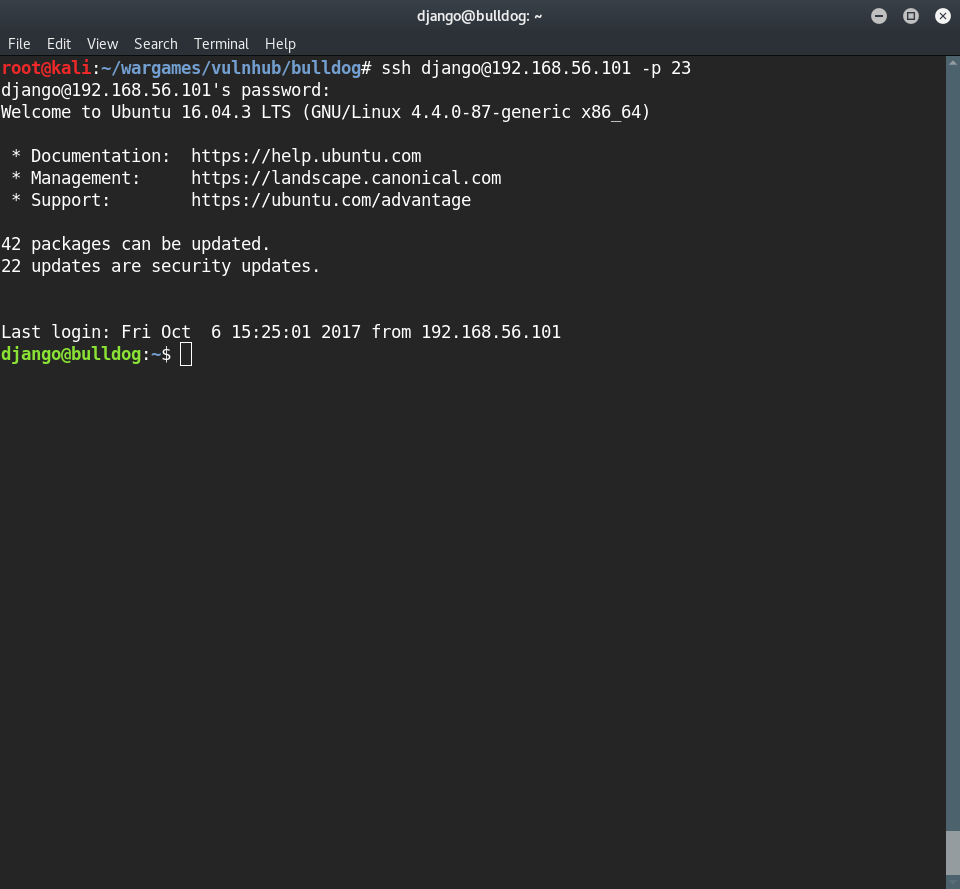 django@bulldog: ~
File Edit View Search Terminal Help
root@kali:~/wargames/vulnhub/bulldog# ssh django@192.168.56.101 -p 23
django@192.168.56.101's password:
Welcome to Ubuntu 16.04.3 LTS (GNU/Linux 4.4.0-87-generic x86_64)
 * Documentation:  https://help.ubuntu.com
 * Management:     https://landscape.canonical.com
 * Support:        https://ubuntu.com/advantage
42 packages can be updated.
22 updates are security updates.
Last login: Fri Oct  6 15:25:01 2017 from 192.168.56.101
django@bulldog:~$